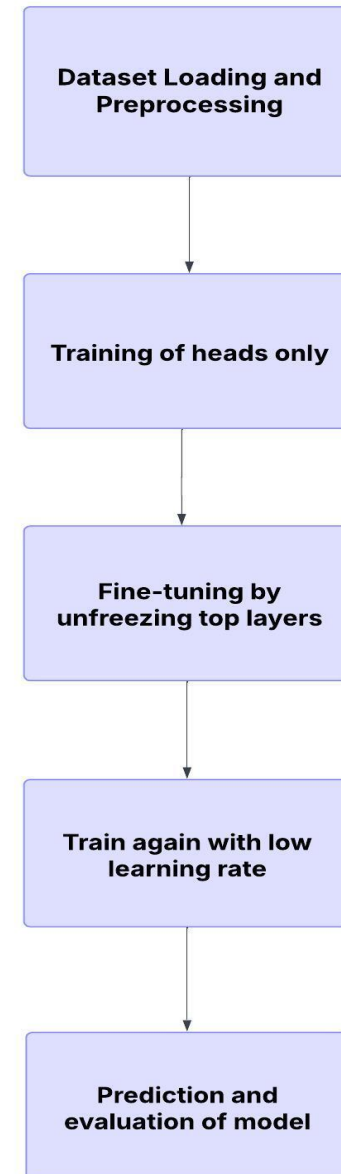 Dataset Loading and
Preprocessing
Training of heads only
Fine-tuning by
unfreezing top layers
Train again with low
learning rate
Prediction and
evaluation of model